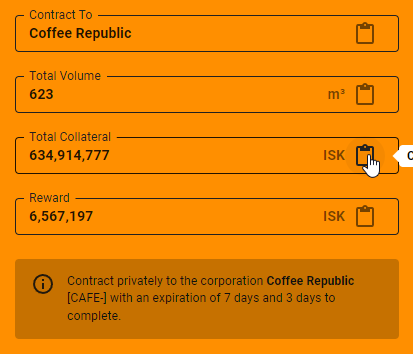 Contract To
Coffee Republic
Total Volume
623 m³
Total Collateral
634,914,777 ISK
Reward
6,567,197 ISK
Contract privately to the corporation Coffee Republic
[CAFE-] with an expiration of 7 days and 3 days to
complete.